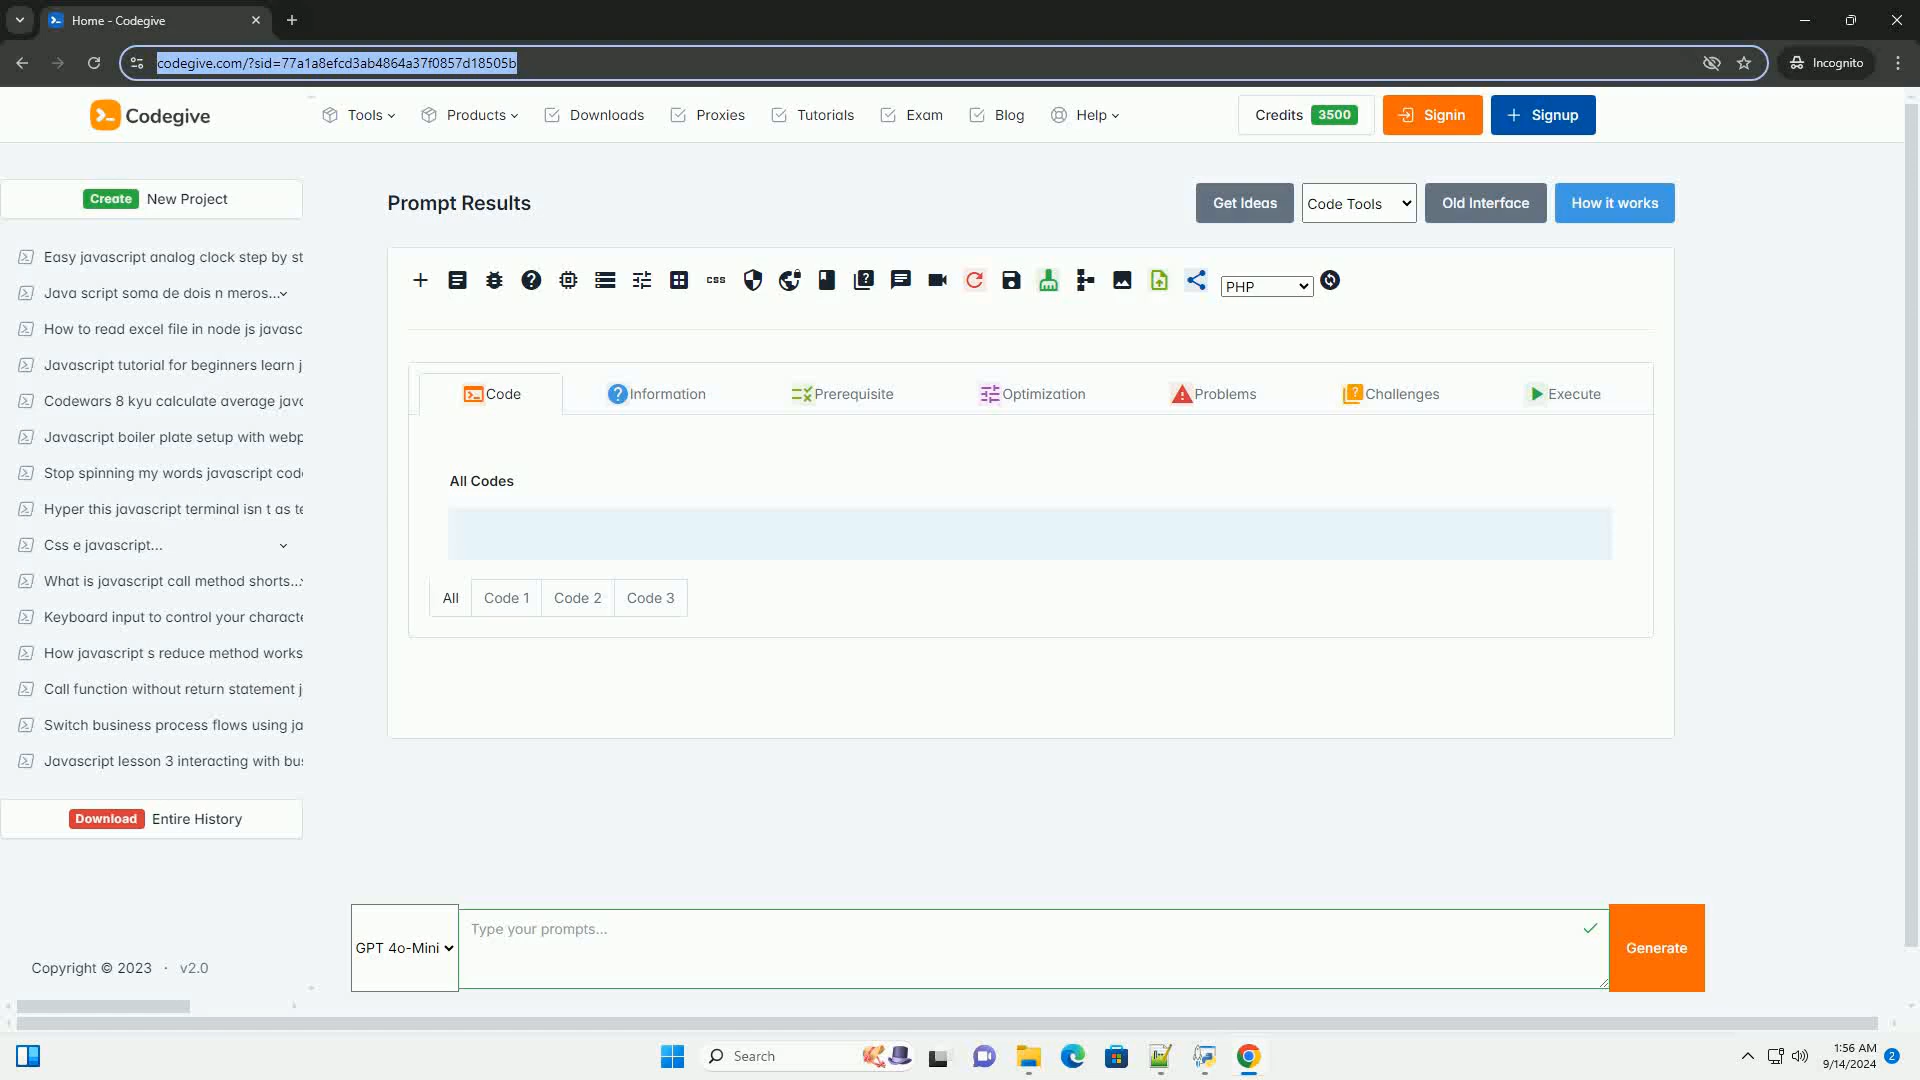 Home - Codegive
codegive.com/?sid=77a1a8efcd3ab4864a37f0857d18505b
Incognito
Codegive
Tools
Products
Downloads
Proxies
Tutorials
Exam
Blog
Help
Credits 3500
Signin
Signup
Create New Project
Easy javascript analog clock step by st
Java script soma de dois n meros...
How to read excel file in node js javasc
Javascript tutorial for beginners learn j
Codewars 8 kyu calculate average java
Javascript boiler plate setup with webp
Stop spinning my words javascript code
Hyper this javascript terminal isn t as te
Css e javascript...
What is javascript call method shorts...
Keyboard input to control your characte
How javascript s reduce method works
Call function without return statement j
Switch business process flows using ja
Javascript lesson 3 interacting with bus
Download Entire History
Copyright © 2023 · v2.0
Prompt Results
Get Ideas
Code Tools
Old Interface
How it works
css
PHP
Code
Information
Prerequisite
Optimization
Problems
Challenges
Execute
All Codes
All
Code 1
Code 2
Code 3
GPT 4o-Mini
Type your prompts...
Generate
Search
1:56 AM
9/14/2024
2